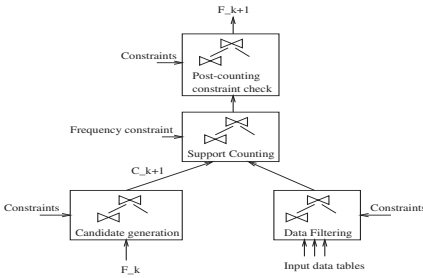 F_k+1
Constraints
Post-counting
constraint check
Frequency constraint
Support Counting
C_k+1
Constraints
Candidate generation
Data Filtering
Constraints
F_k
Input data tables